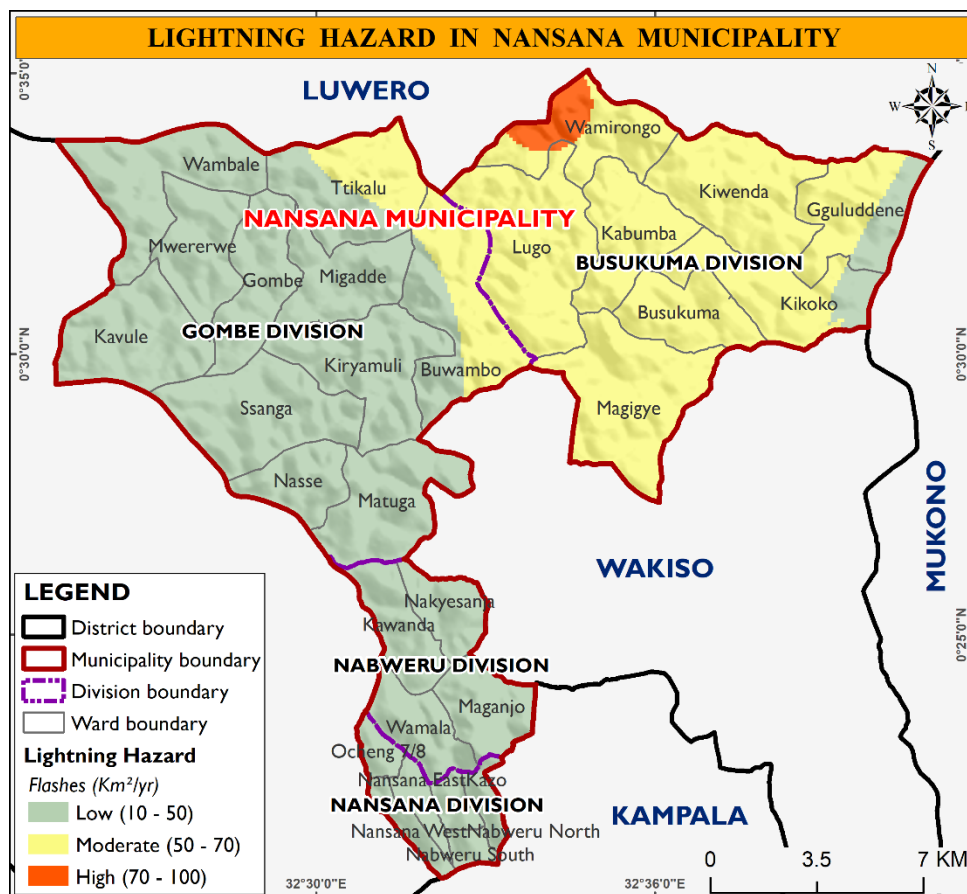 LIGHTNING HAZARD IN NANSANA MUNICIPALITY
0°35'0"
LUWERO
N
W
S
Wamirongo
Wambale
Ttikalu
Kiwenda
Gguluddene
NANSANA MUNICIPALITY
Mwererwe
Lugo
Kabumba
BUSUKUMA DIVISION
Gombe
Migadde
Kikoko
Busukuma
GOMBE DIVISION
Kavule
0°30'0"N
0°30'0"N
Kiryamuli
Buwambo
Ssanga
Magigye
Nasse
Matuga
MUKONO
WAKISO
Nakyesanja
Kawanda
0°25'0"N
NABWERU DIVISION
Maganjo
Wamala
Ocheng 7/8
Nansana East
Kazo
NANSANA DIVISION
Nansana West
Nabweru North
Nabweru South
KAMPALA
LEGEND
District boundary
Municipality boundary
Division boundary
Ward boundary
Lightning Hazard
Flashes (Km²/yr)
Low (10 - 50)
Moderate (50 - 70)
High (70 - 100)
0 3.5 7 KM
32°30'0"E
32°36'0"E